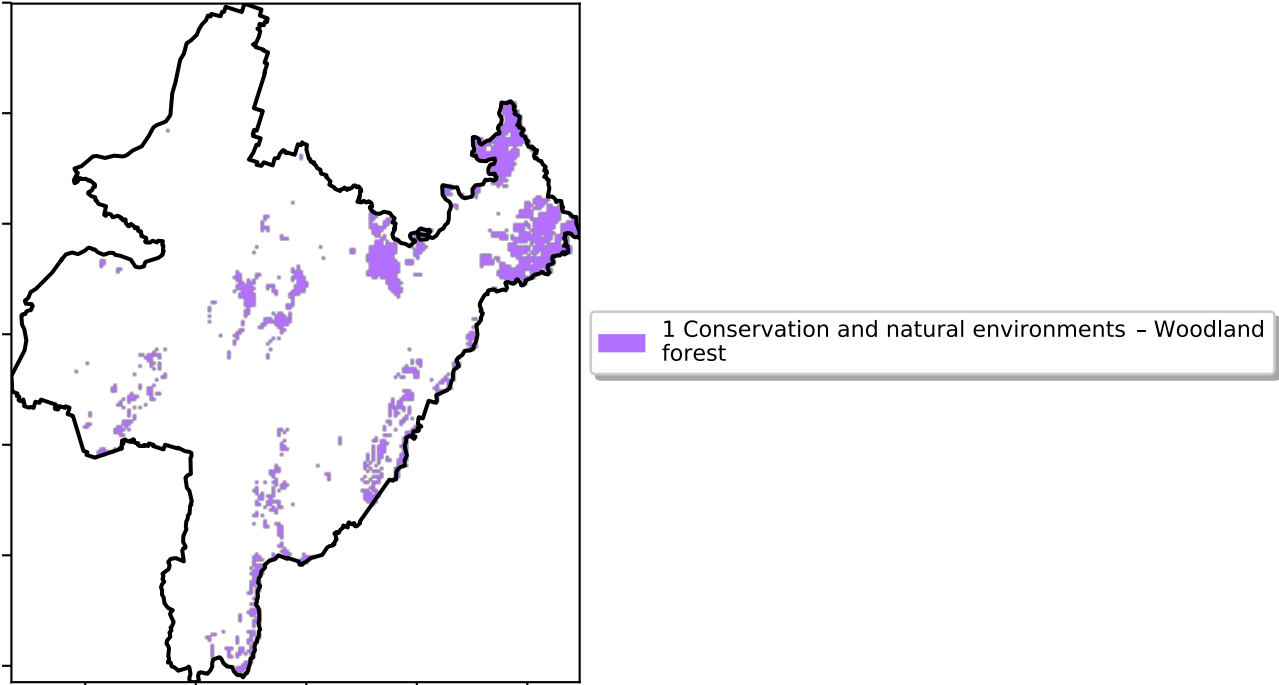 1 Conservation and natural environments – Woodland
forest